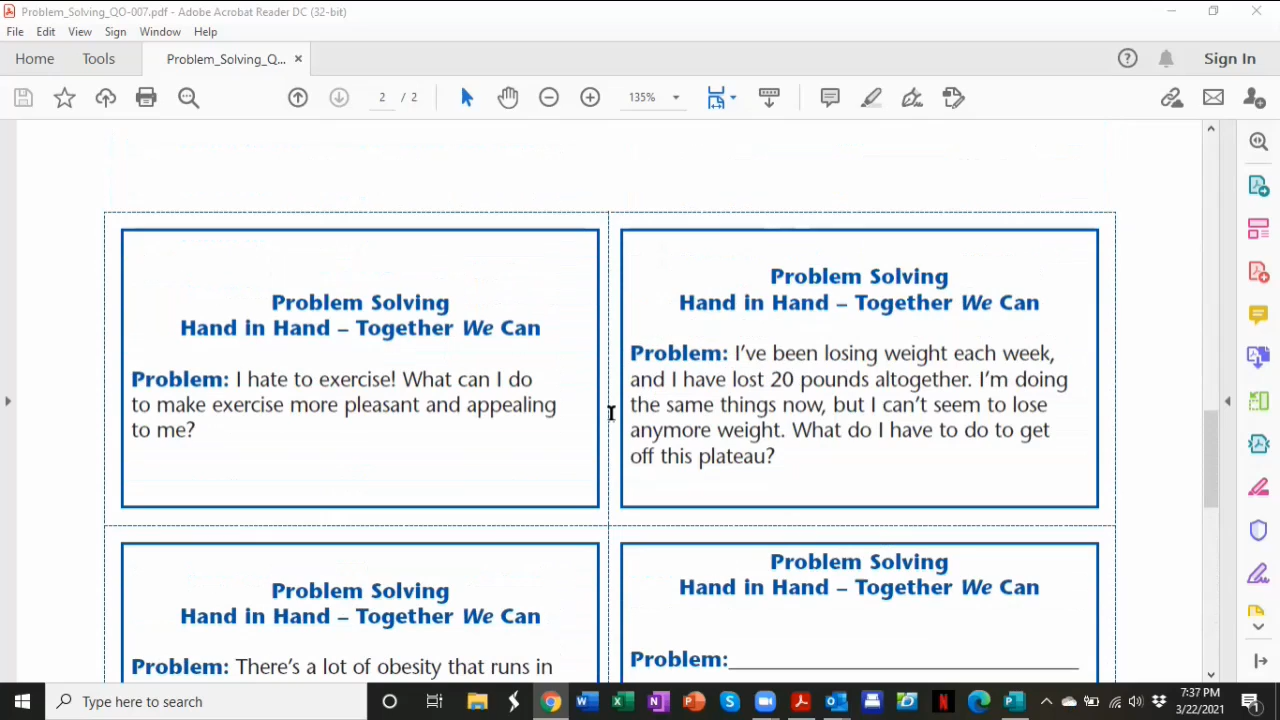 Problem_Solving_QO-007.pdf - Adobe Acrobat Reader DC (32-bit)
File Edit View Sign Window Help
Home Tools Problem_Solving_Q... × Sign In
2 / 2 135%
Problem Solving
Hand in Hand – Together We Can
Problem: I hate to exercise! What can I do
to make exercise more pleasant and appealing
to me?
Problem Solving
Hand in Hand – Together We Can
Problem: I’ve been losing weight each week,
and I have lost 20 pounds altogether. I’m doing
the same things now, but I can’t seem to lose
anymore weight. What do I have to do to get
off this plateau?
Problem Solving
Hand in Hand – Together We Can
Problem: There’s a lot of obesity that runs in
Problem Solving
Hand in Hand – Together We Can
Problem:______________________________
Type here to search
7:37 PM
3/22/2021